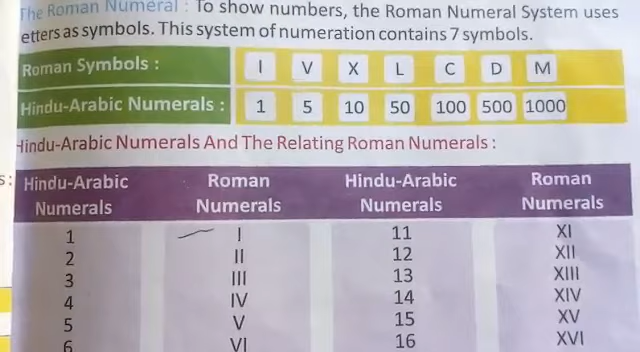 The Roman Numeral : To show numbers, the Roman Numeral System uses
etters as symbols. This system of numeration contains 7 symbols.
Roman Symbols : I V X L C D M
Hindu-Arabic Numerals : 1 5 10 50 100 500 1000
Hindu-Arabic Numerals And The Relating Roman Numerals :
s: Hindu-Arabic Roman Hindu-Arabic Roman
Numerals Numerals Numerals Numerals
1 I 11 XI
2 II 12 XII
3 III 13 XIII
4 IV 14 XIV
5 V 15 XV
6 VI 16 XVI